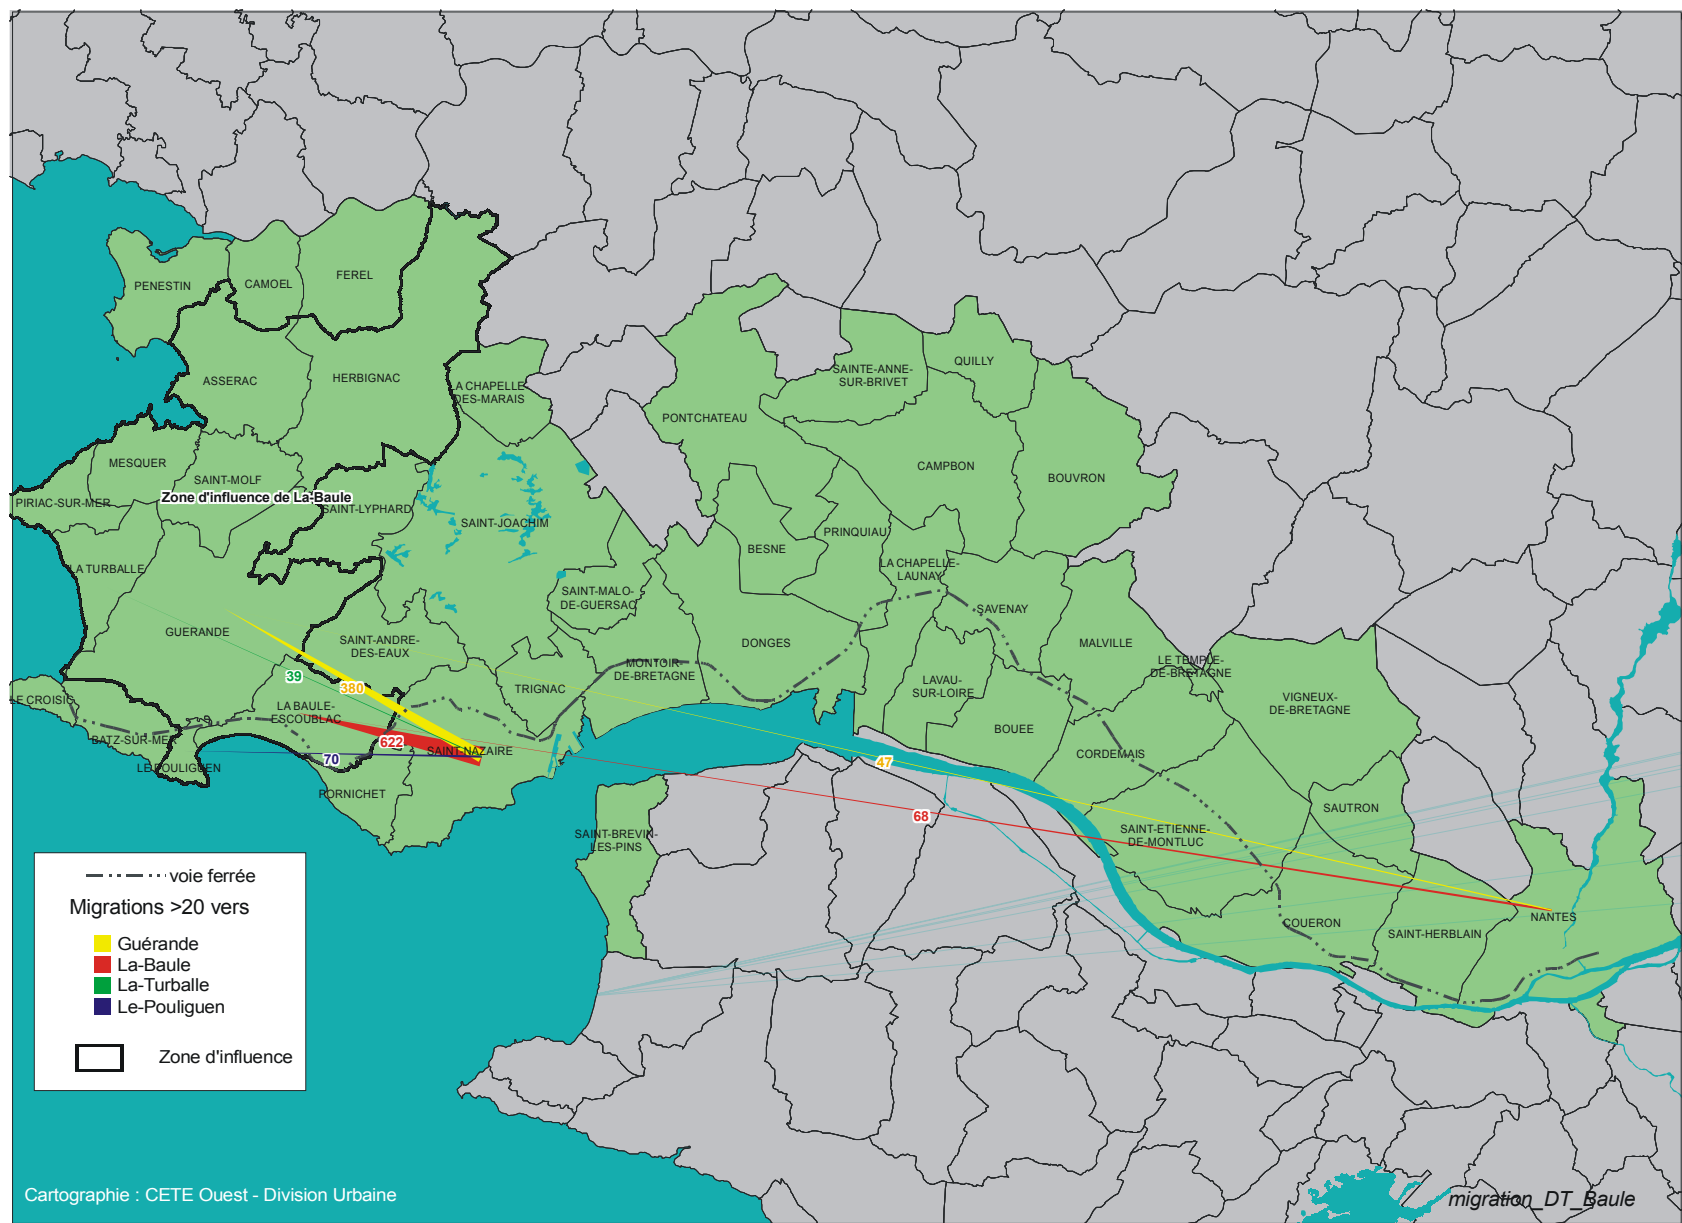 PENESTIN
CAMOEL
FEREL
ASSERAC
HERBIGNAC
LA CHAPELLE
DES-MARAIS
SAINTE-ANNE-
SUR-BRIVET
QUILLY
PONTCHATEAU
CAMPBON
BOUVRON
MESQUER
SAINT-MOLF
Zone d'influence de La-Baule
PIRIAC-SUR-MER
SAINT-LYPHARD
SAINT-JOACHIM
BESNE
PRINQUIAU
LA CHAPELLE-
LAUNAY
LA TURBALLE
SAINT-MALO-
DE-GUERSAC
SAVENAY
GUERANDE
SAINT-ANDRE-
DES-EAUX
DONGES
MALVILLE
MONTOIR-
DE-BRETAGNE
LE TEMPLE-
DE-BRETAGNE
TRIGNAC
LAVAU-
SUR-LOIRE
VIGNEUX-
DE-BRETAGNE
39
380
LE CROISIC
LA BAULE-
ESCOUBLAC
BOUEE
BATZ-SUR-MER
622
SAINT-NAZAIRE
CORDEMAIS
70
47
LE POULIGUEN
PORNICHET
68
SAUTRON
SAINT-BREVIN-
LES-PINS
SAINT-ETIENNE-
DE-MONTLUC
NANTES
COUERON
SAINT-HERBLAIN
voie ferrée
Migrations >20 vers
Guérande
La-Baule
La-Turballe
Le-Pouliguen
Zone d'influence
Cartographie : CETE Ouest - Division Urbaine
migration_DT_Baule